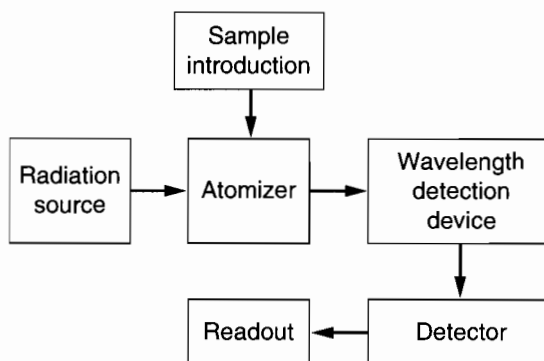 Sample
introduction
Radiation
source
Atomizer
Wavelength
detection
device
Readout
Detector